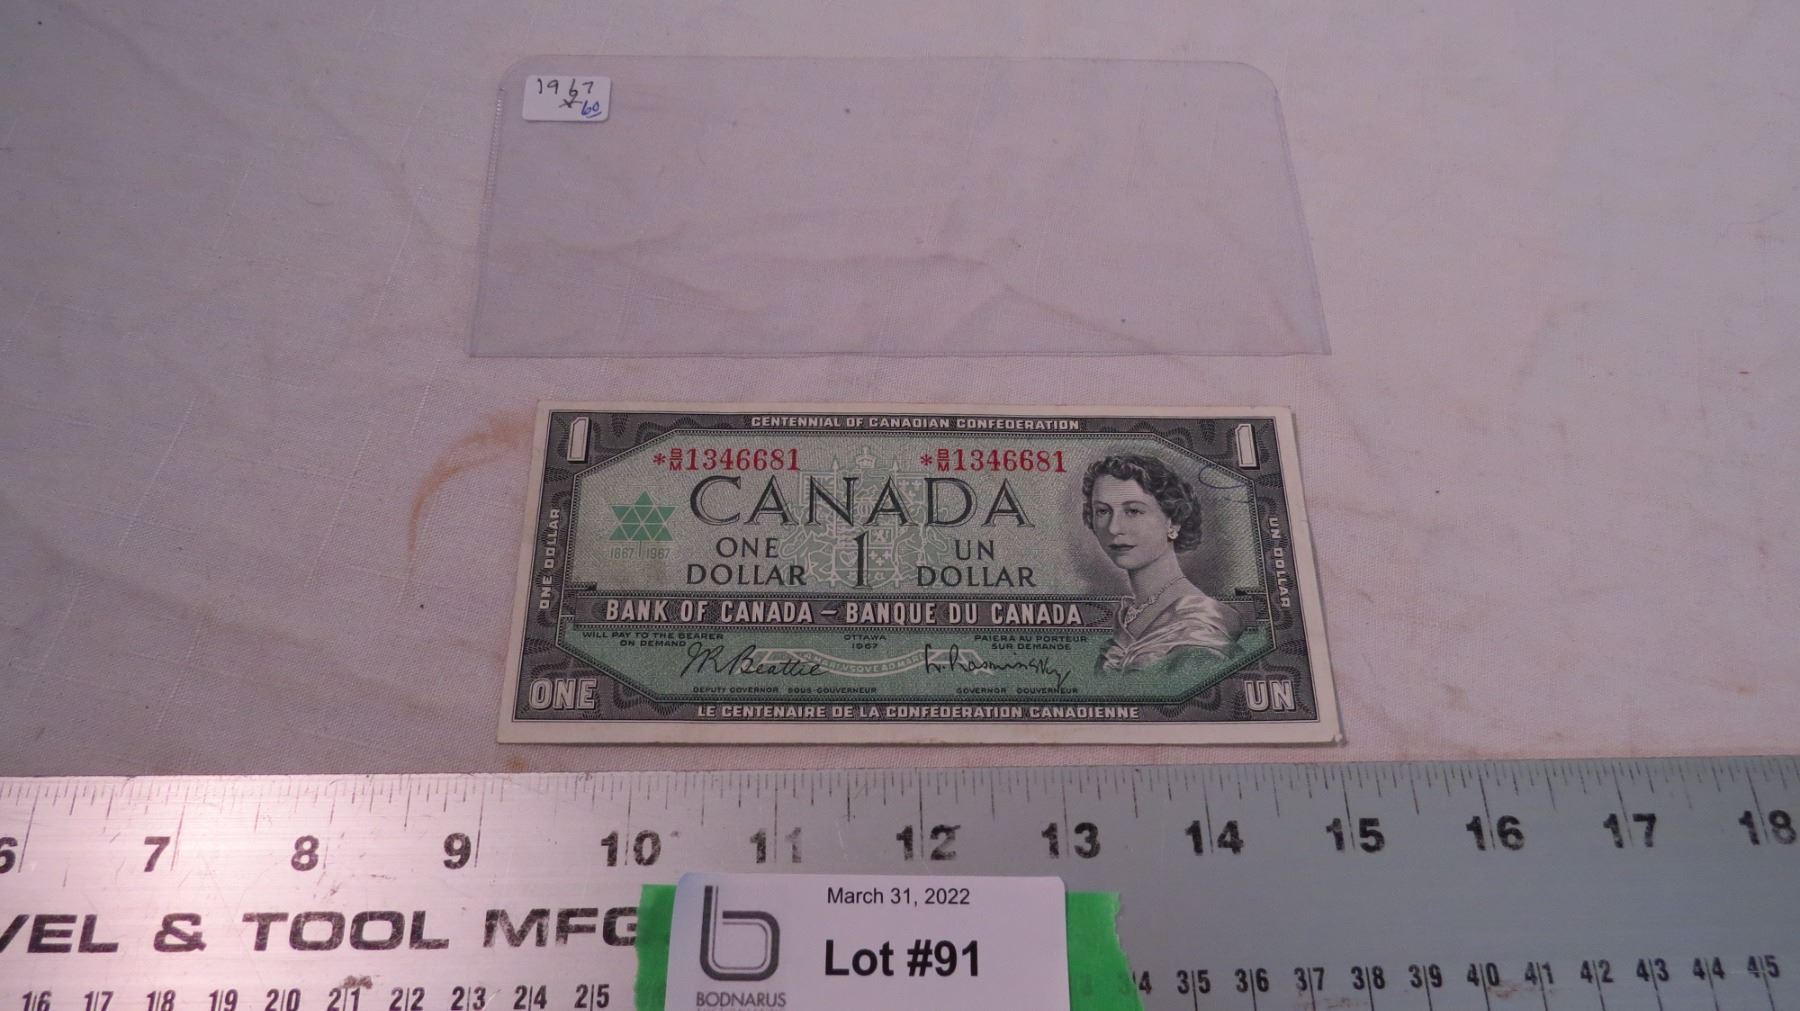 1967
* 60
CENTENNIAL OF CANADIAN CONFEDERATION
1 1
*B/M1346681 *B/M1346681
CANADA
1867 1967
ONE DOLLAR 1 UN DOLLAR
ONE DOLLAR
UN DOLLAR
BANK OF CANADA – BANQUE DU CANADA
WILL PAY TO THE BEARER ON DEMAND
OTTAWA 1967
PAIERA AU PORTEUR SUR DEMANDE
JR Beattie L. Rasminsky
DEPUTY GOVERNOR SOUS-GOUVERNEUR GOVERNOR GOUVERNEUR
ONE UN
LE CENTENAIRE DE LA CONFEDERATION CANADIENNE
6 7 8 9 10 11 12 13 14 15 16 17 18
VEL & TOOL MFG
March 31, 2022
Lot #91
BODNARUS
16 17 18 19 20 21 22 23 24 25 34 35 36 37 38 39 40 41 42 43 44 45